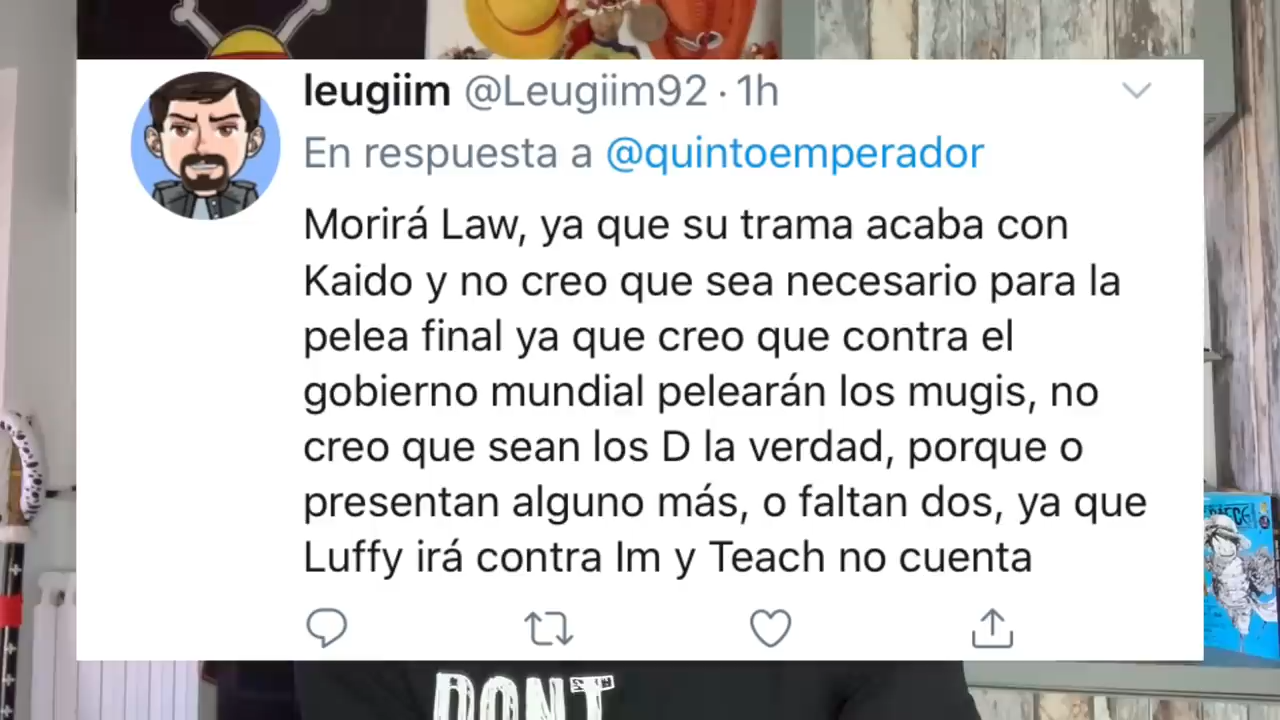 leugiim @Leugiim92 · 1h
En respuesta a @quintoemperador
Morirá Law, ya que su trama acaba con
Kaido y no creo que sea necesario para la
pelea final ya que creo que contra el
gobierno mundial pelearán los mugis, no
creo que sean los D la verdad, porque o
presentan alguno más, o faltan dos, ya que
Luffy irá contra Im y Teach no cuenta
DON'T